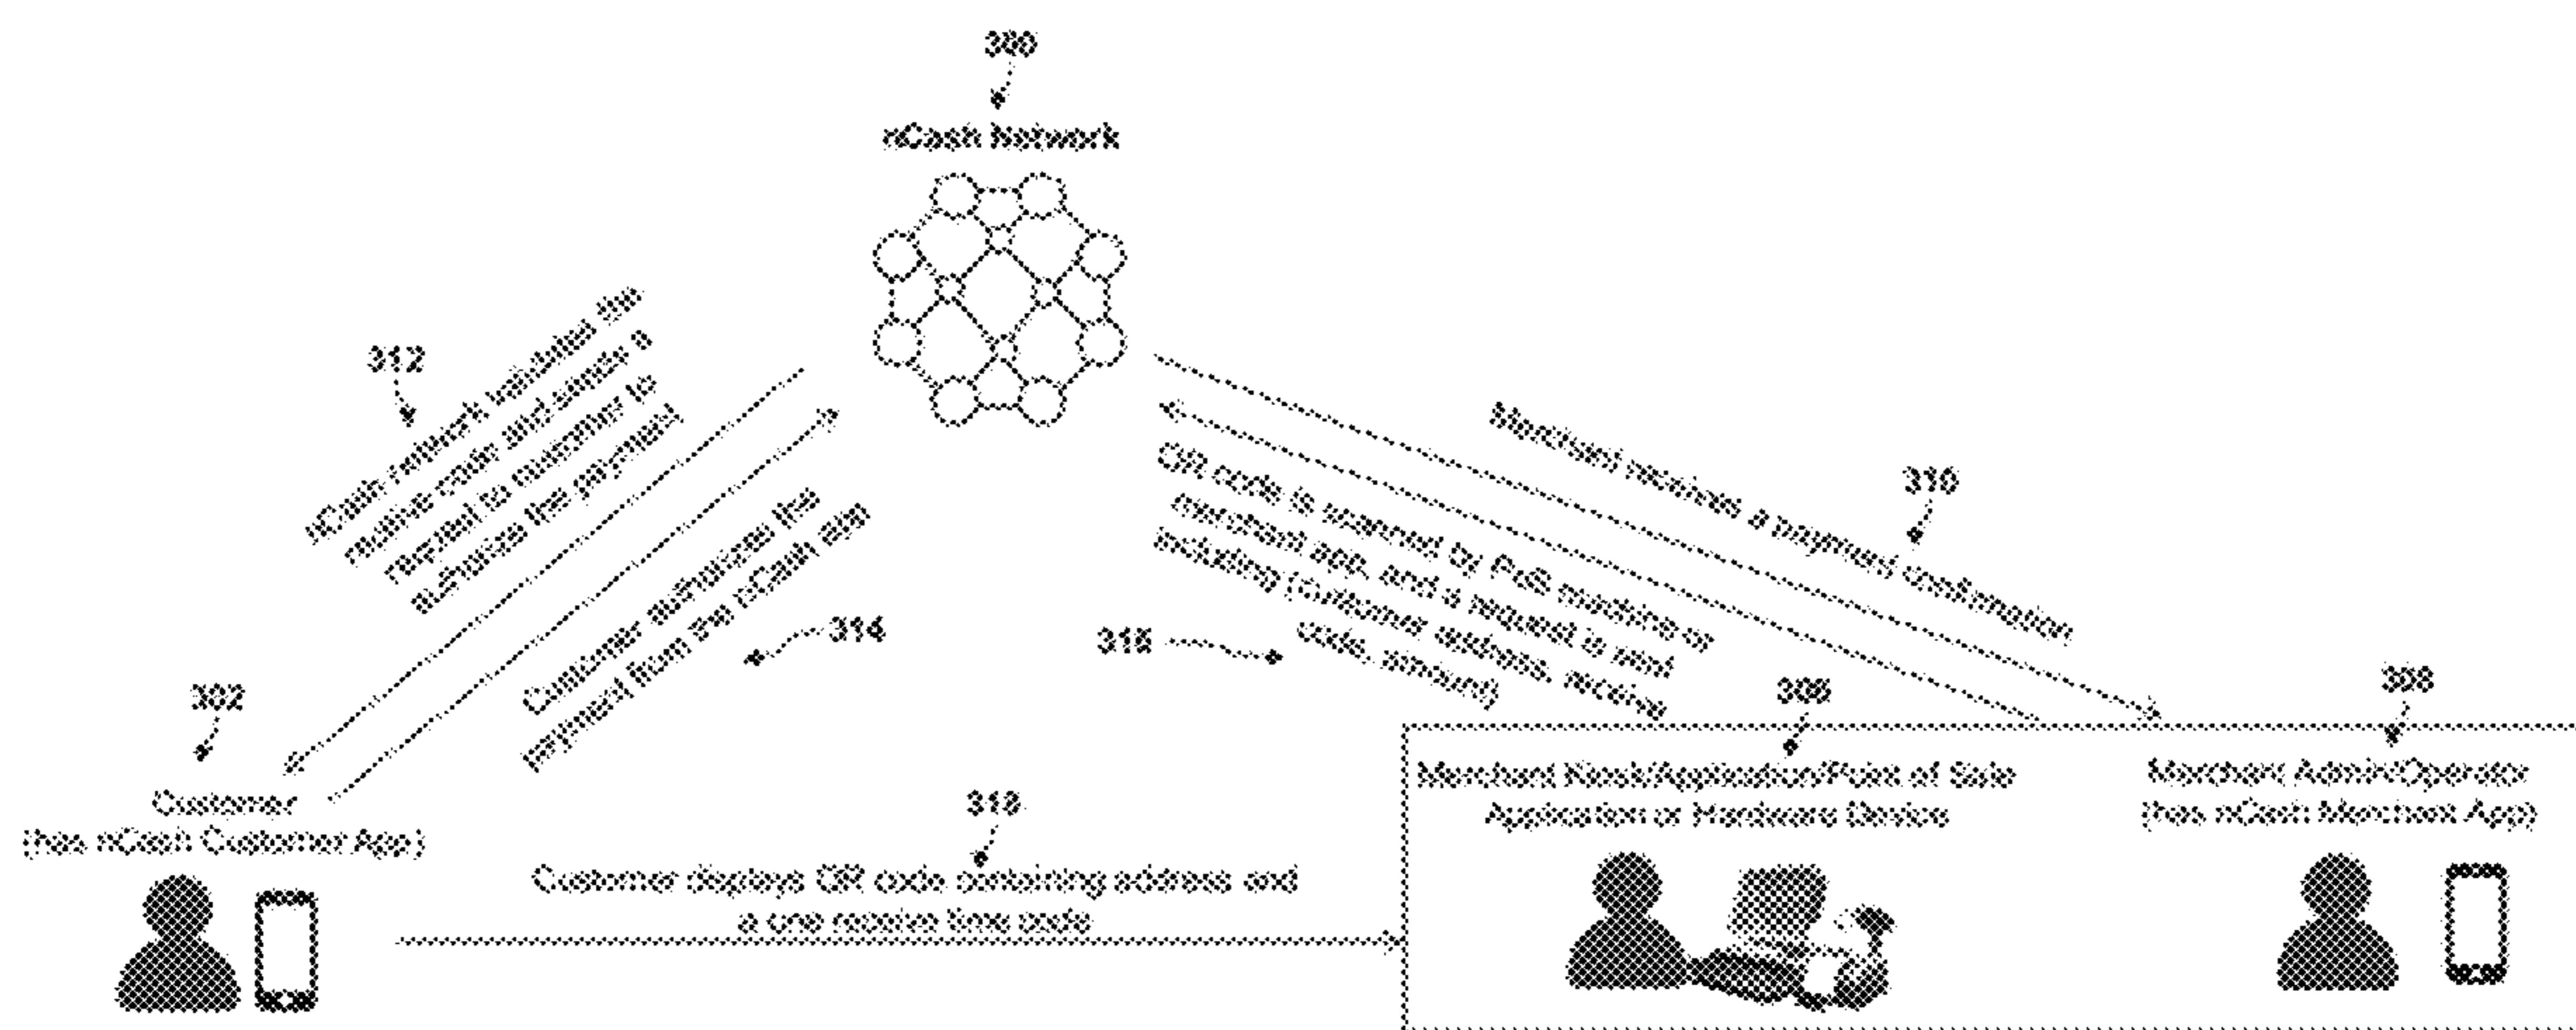 300
nCash Network
312
nCash network validates the
receive code and sends a
request to customer to
authorize the payment
Customer authorizes the
payment from the nCash app
314
Merchant receives a payment confirmation
310
QR code is scanned by PoS machine or
merchant app, and a request is send
including (customer address, receive
code, amount)
316
302
Customer
(has nCash Customer App)
318
Customer displays QR code containing address and
a one receive time code
306
Merchant Kiosk/Application/Point of Sale
Application or Hardware Device
308
Merchant Admin/Operator
(has nCash Merchant App)